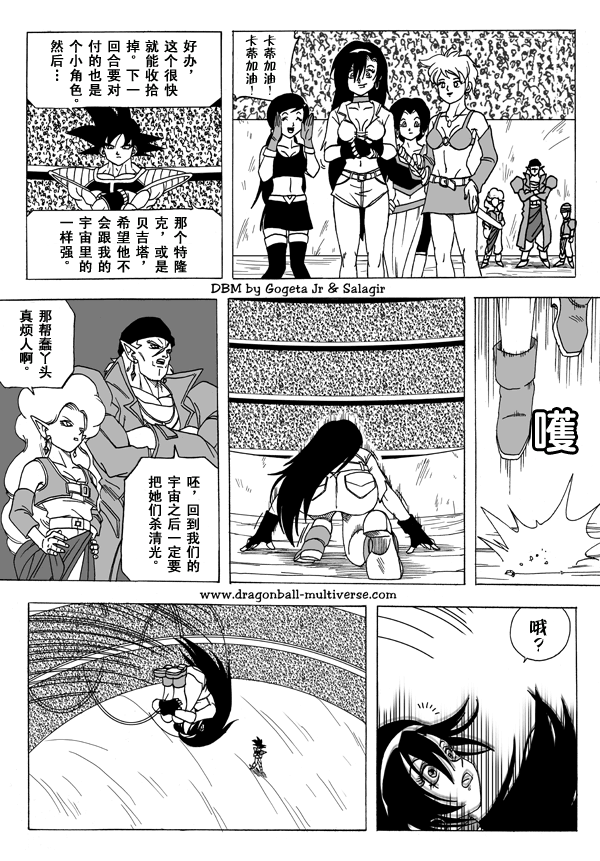 好办，
这个很快
就能收拾
掉。下一
回合要对
付的也是
个小角色。
然后…
那个特隆
克，或是
贝吉塔，
希望他不
会跟我的
宇宙里的
一样强。
卡蒂加油！
卡蒂加油！
DBM by Gogeta Jr & Salagir
那帮蠢丫头
真烦人啊。
呸，回到我们的
宇宙之后一定要
把她们杀清光。
嚄
www.dragonball-multiverse.com
哦？